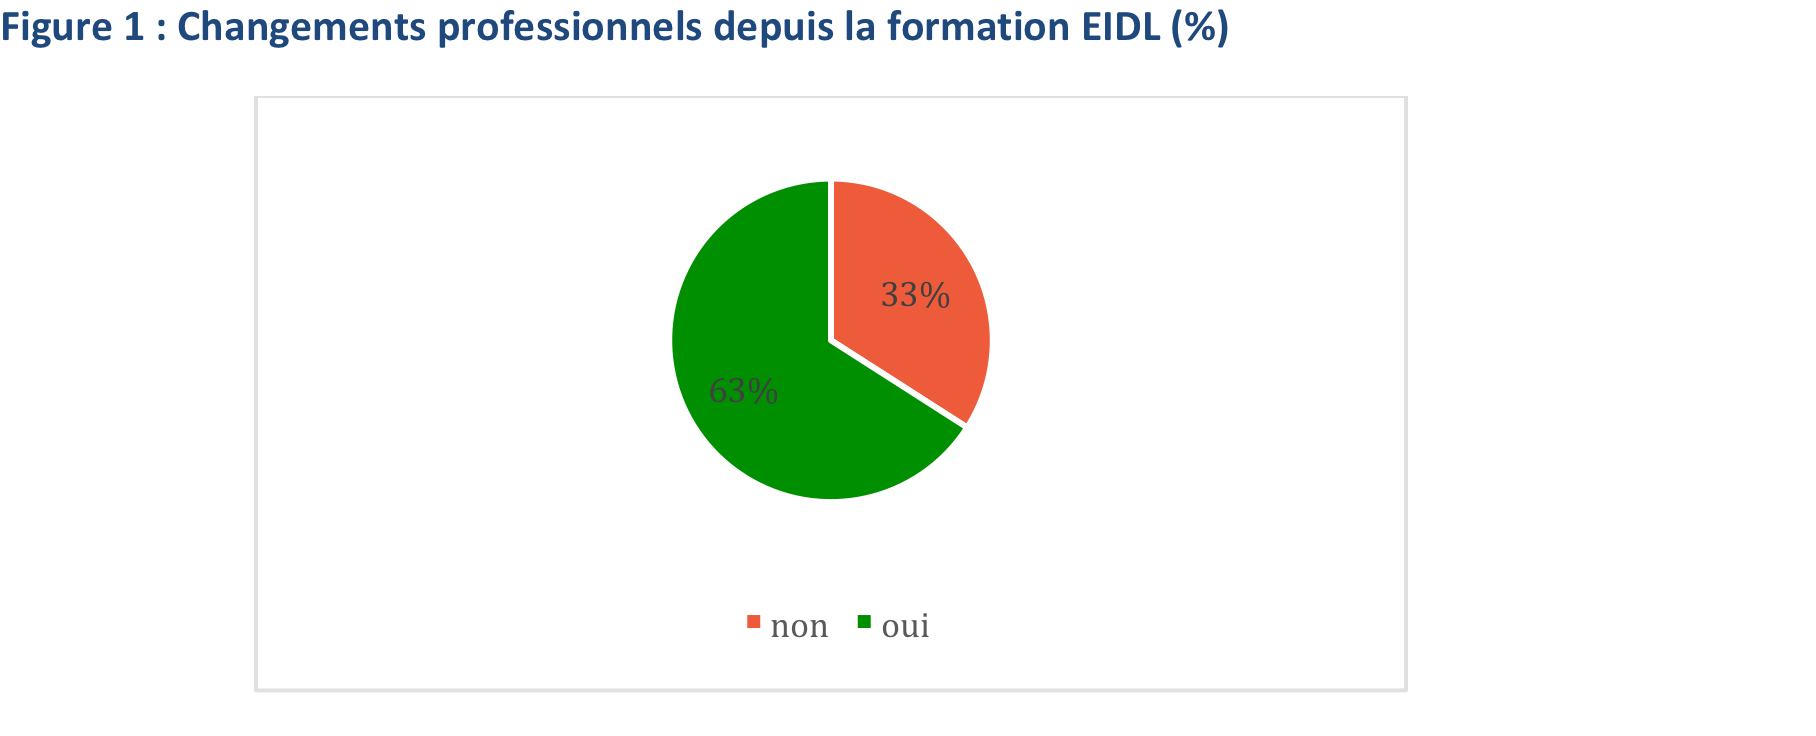 Figure 1 : Changements professionnels depuis la formation EIDL (%)
33%
63%
non oui